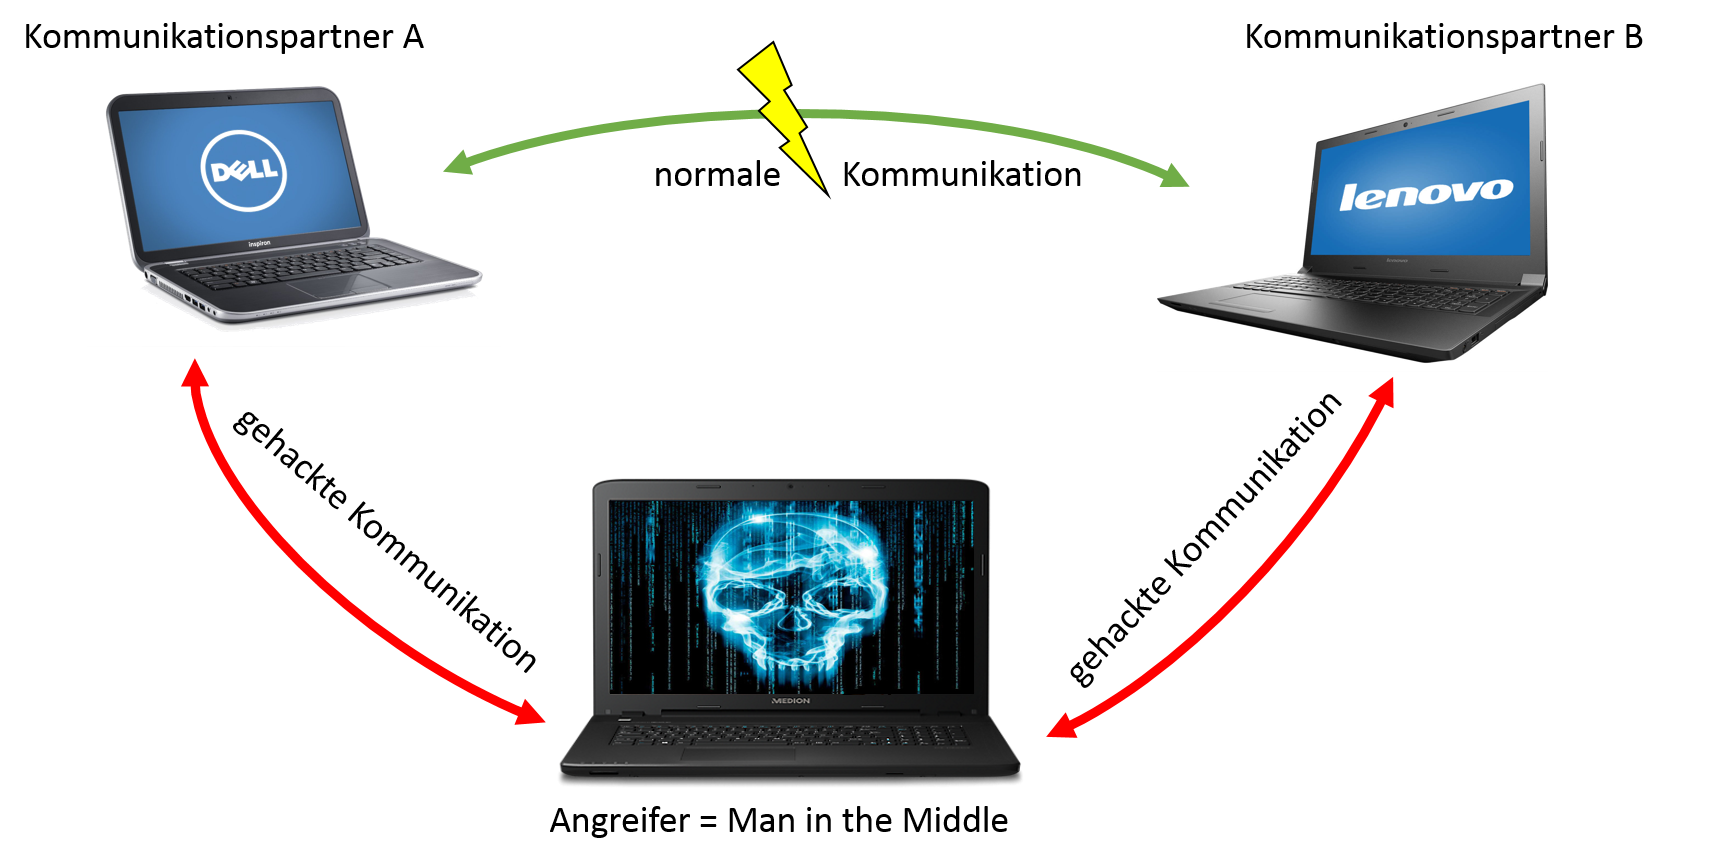 Kommunikationspartner A
Kommunikationspartner B
DELL
inspiron
normale Kommunikation
lenovo
gehackte Kommunikation
gehackte Kommunikation
MEDION
Angreifer = Man in the Middle